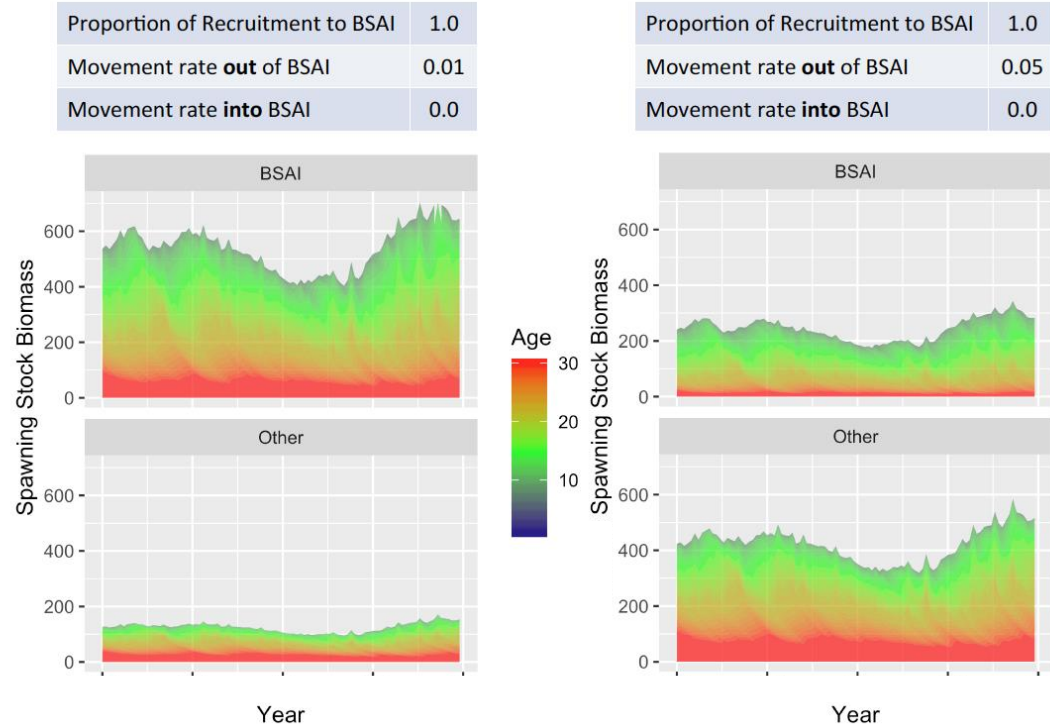 Proportion of Recruitment to BSAI 1.0
Movement rate out of BSAI 0.01
Movement rate into BSAI 0.0
BSAI
600
400
200
0
Other
600
400
200
0
Spawning Stock Biomass
Year
Age
30
20
10
Proportion of Recruitment to BSAI 1.0
Movement rate out of BSAI 0.05
Movement rate into BSAI 0.0
BSAI
600
400
200
0
Other
600
400
200
0
Spawning Stock Biomass
Year